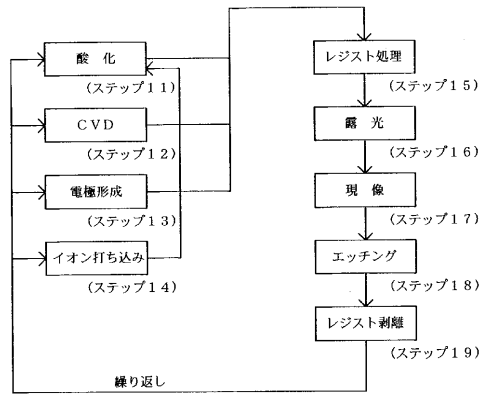 酸 化
(ステップ11)
CVD
(ステップ12)
電極形成
(ステップ13)
イオン打ち込み
(ステップ14)
レジスト処理
(ステップ15)
露 光
(ステップ16)
現 像
(ステップ17)
エッチング
(ステップ18)
レジスト剥離
(ステップ19)
繰り返し